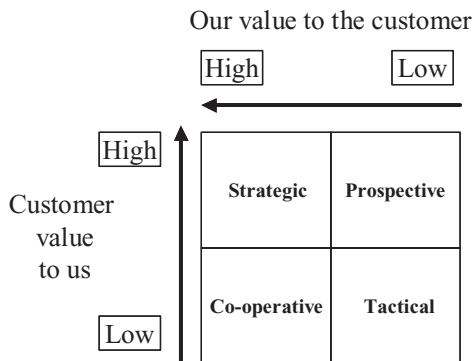 Our value to the customer
High Low
High
Strategic Prospective
Customer
value
to us
Co-operative Tactical
Low